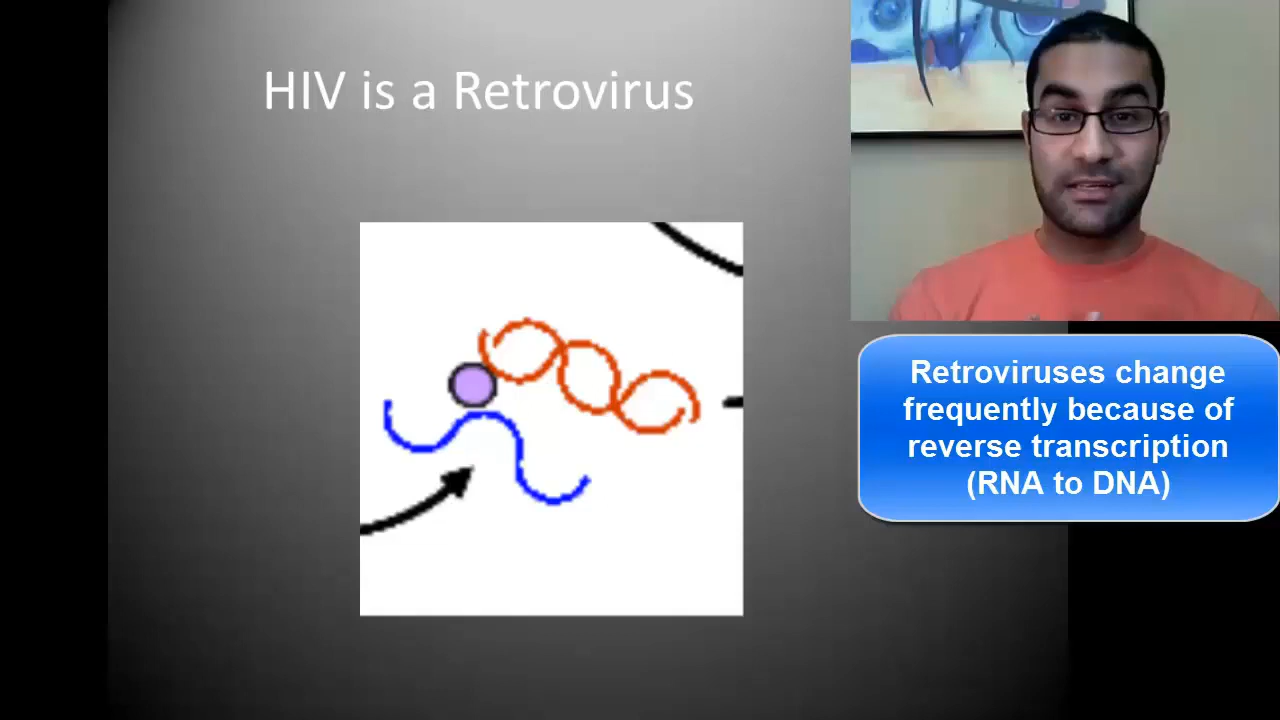 HIV is a Retrovirus
Retroviruses change
frequently because of
reverse transcription
(RNA to DNA)